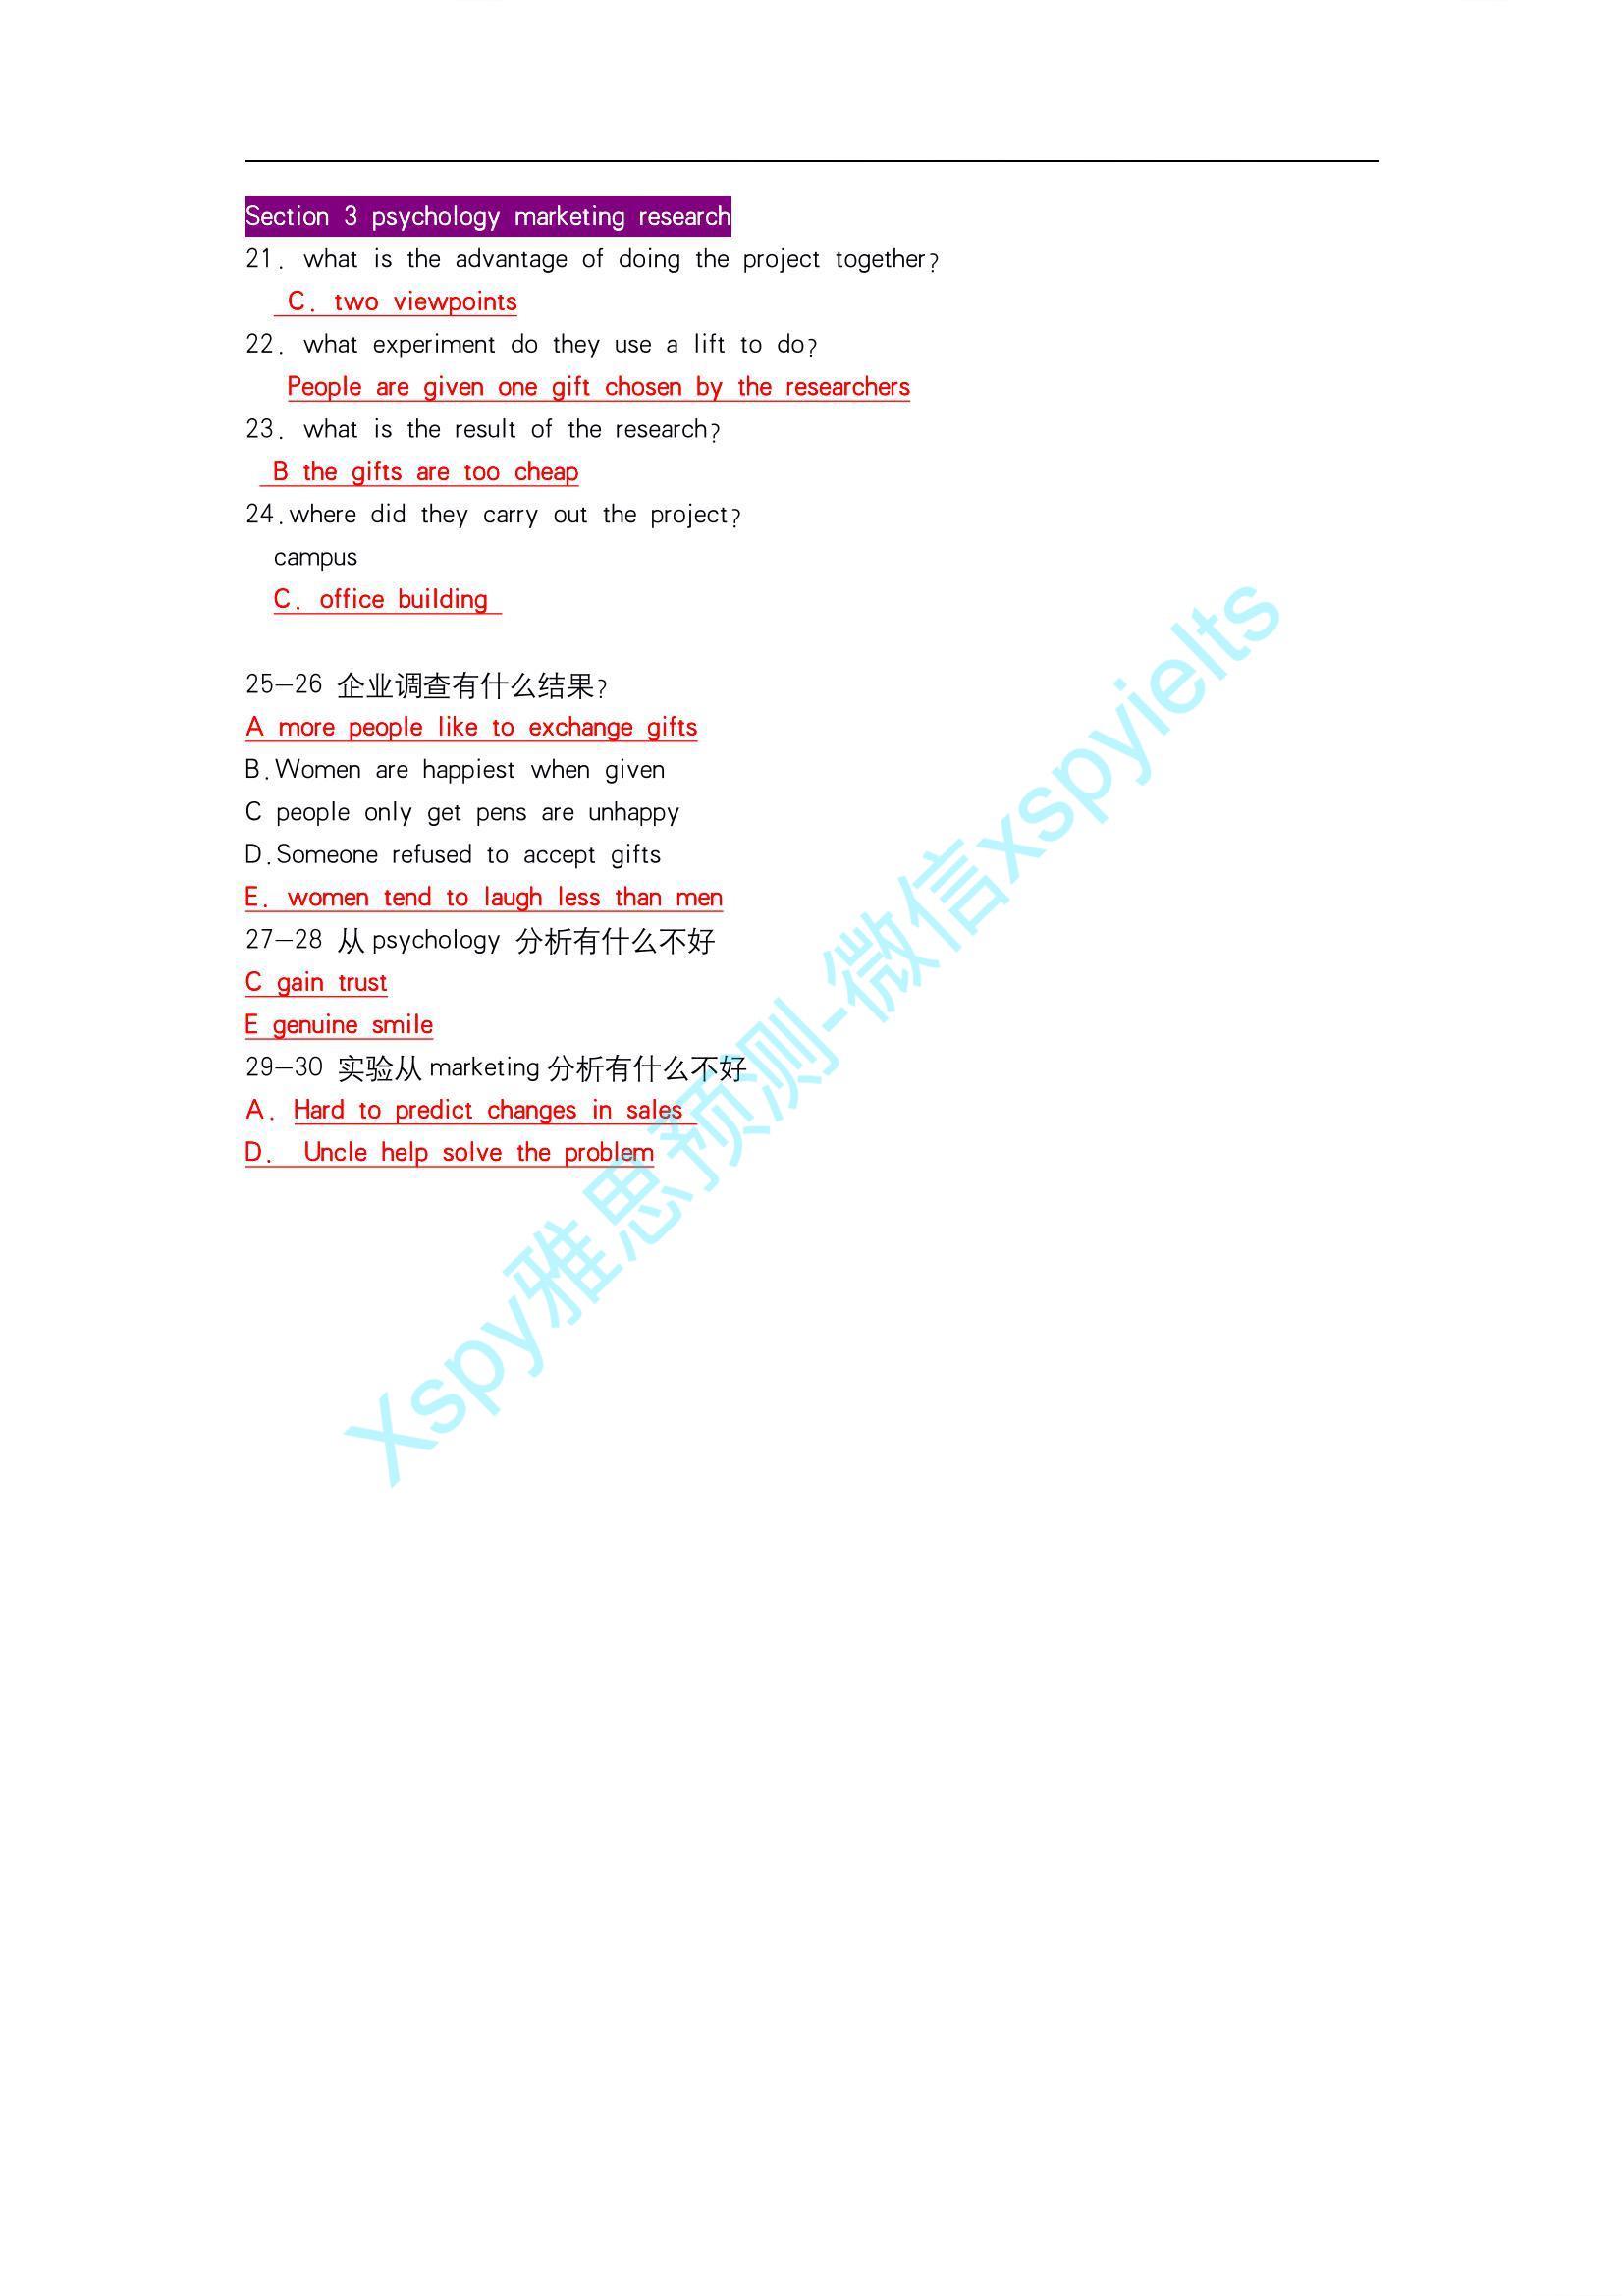 Section 3 psychology marketing research
21. what is the advantage of doing the project together?
C. two viewpoints
22. what experiment do they use a lift to do?
People are given one gift chosen by the researchers
23. what is the result of the research?
B the gifts are too cheap
24.where did they carry out the project?
campus
C. office building
25—26 企业调查有什么结果?
A more people like to exchange gifts
B.Women are happiest when given
C people only get pens are unhappy
D.Someone refused to accept gifts
E. women tend to laugh less than men
27—28 从 psychology 分析有什么不好
C gain trust
E genuine smile
29—30 实验从 marketing 分析有什么不好
A. Hard to predict changes in sales
D. Uncle help solve the problem
Xspy雅思预测-微信xspyielts